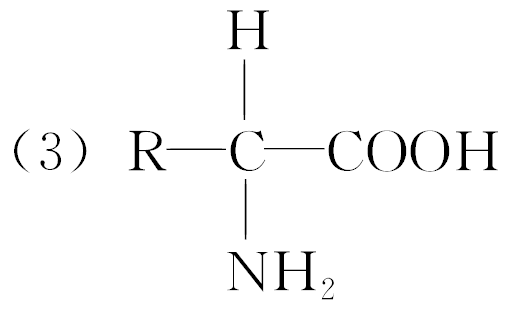 H
(3) R—C—COOH
NH₂